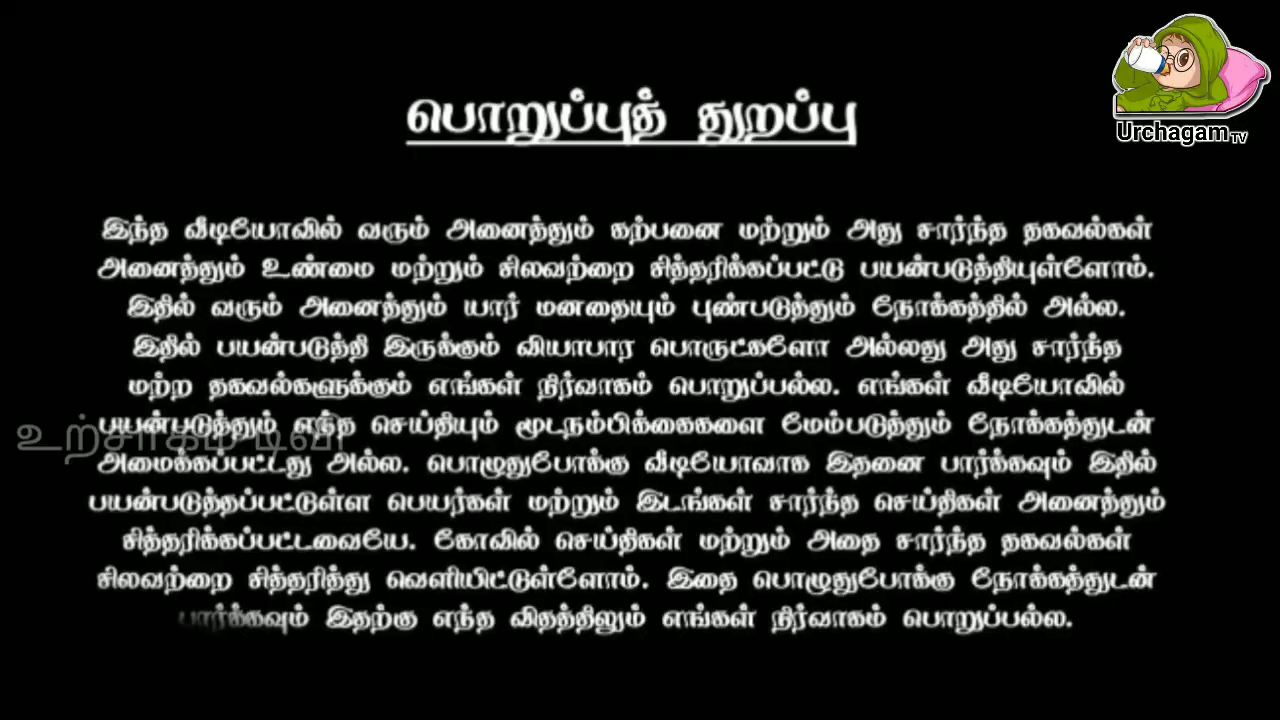 Urchagam TV
பொறுப்புத் துறப்பு
இந்த வீடியோவில் வரும் அனைத்தும் கற்பனை மற்றும் அது சார்ந்த தகவல்கள்
அனைத்தும் உண்மை மற்றும் சிலவற்றை சித்தரிக்கப்பட்டு பயன்படுத்தியுள்ளோம்.
இதில் வரும் அனைத்தும் யார் மனதையும் புண்படுத்தும் நோக்கத்தில் அல்ல.
இதில் பயன்படுத்தி இருக்கும் வியாபார பொருட்களோ அல்லது அது சார்ந்த
மற்ற தகவல்களுக்கும் எங்கள் நிர்வாகம் பொறுப்பல்ல. எங்கள் வீடியோவில்
பயன்படுத்தும் எந்த செய்தியும் மூடநம்பிக்கைகளை மேம்படுத்தும் நோக்கத்துடன்
உற்சாகம் டிவி
அமைக்கப்பட்டது அல்ல. பொழுதுபோக்கு வீடியோவாக இதனை பார்க்கவும் இதில்
பயன்படுத்தப்பட்டுள்ள பெயர்கள் மற்றும் இடங்கள் சார்ந்த செய்திகள் அனைத்தும்
சித்தரிக்கப்பட்டவையே. கோவில் செய்திகள் மற்றும் அதை சார்ந்த தகவல்கள்
சிலவற்றை சித்தரித்து வெளியிட்டுள்ளோம். இதை பொழுதுபோக்கு நோக்கத்துடன்
பார்க்கவும் இதற்கு எந்த விதத்திலும் எங்கள் நிர்வாகம் பொறுப்பல்ல.